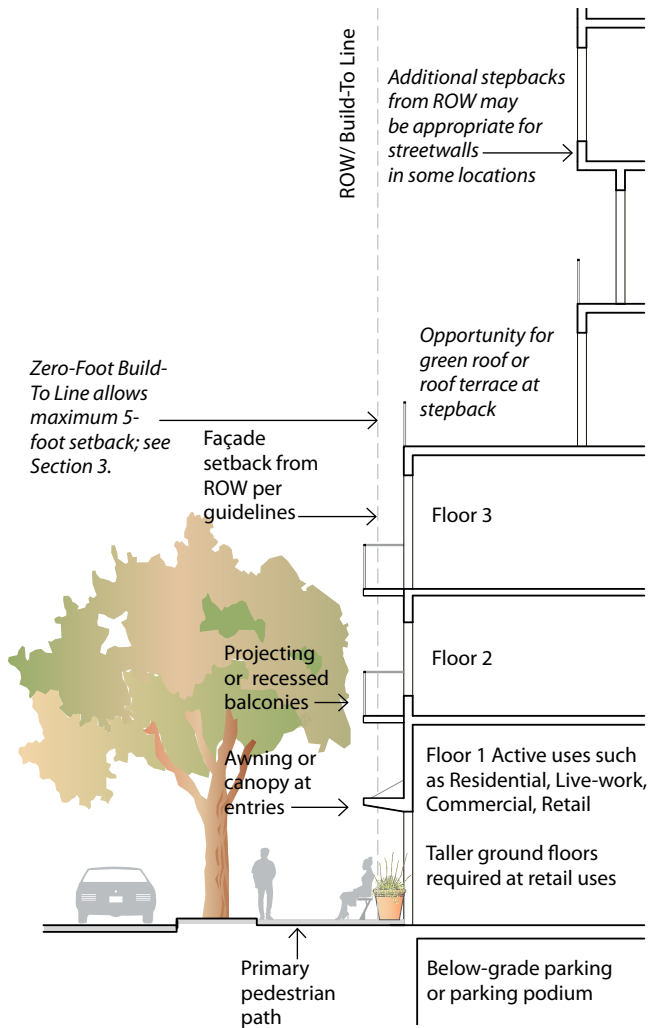 ROW/ Build-To Line
Additional stepbacks
from ROW may
be appropriate for
streetwalls
in some locations
Opportunity for
green roof or
roof terrace at
stepback
Zero-Foot Build-
To Line allows
maximum 5-
foot setback; see
Section 3.
Façade
setback from
ROW per
guidelines
Floor 3
Projecting
or recessed
balconies
Floor 2
Awning or
canopy at
entries
Floor 1 Active uses such
as Residential, Live-work,
Commercial, Retail
Taller ground floors
required at retail uses
Primary
pedestrian
path
Below-grade parking
or parking podium